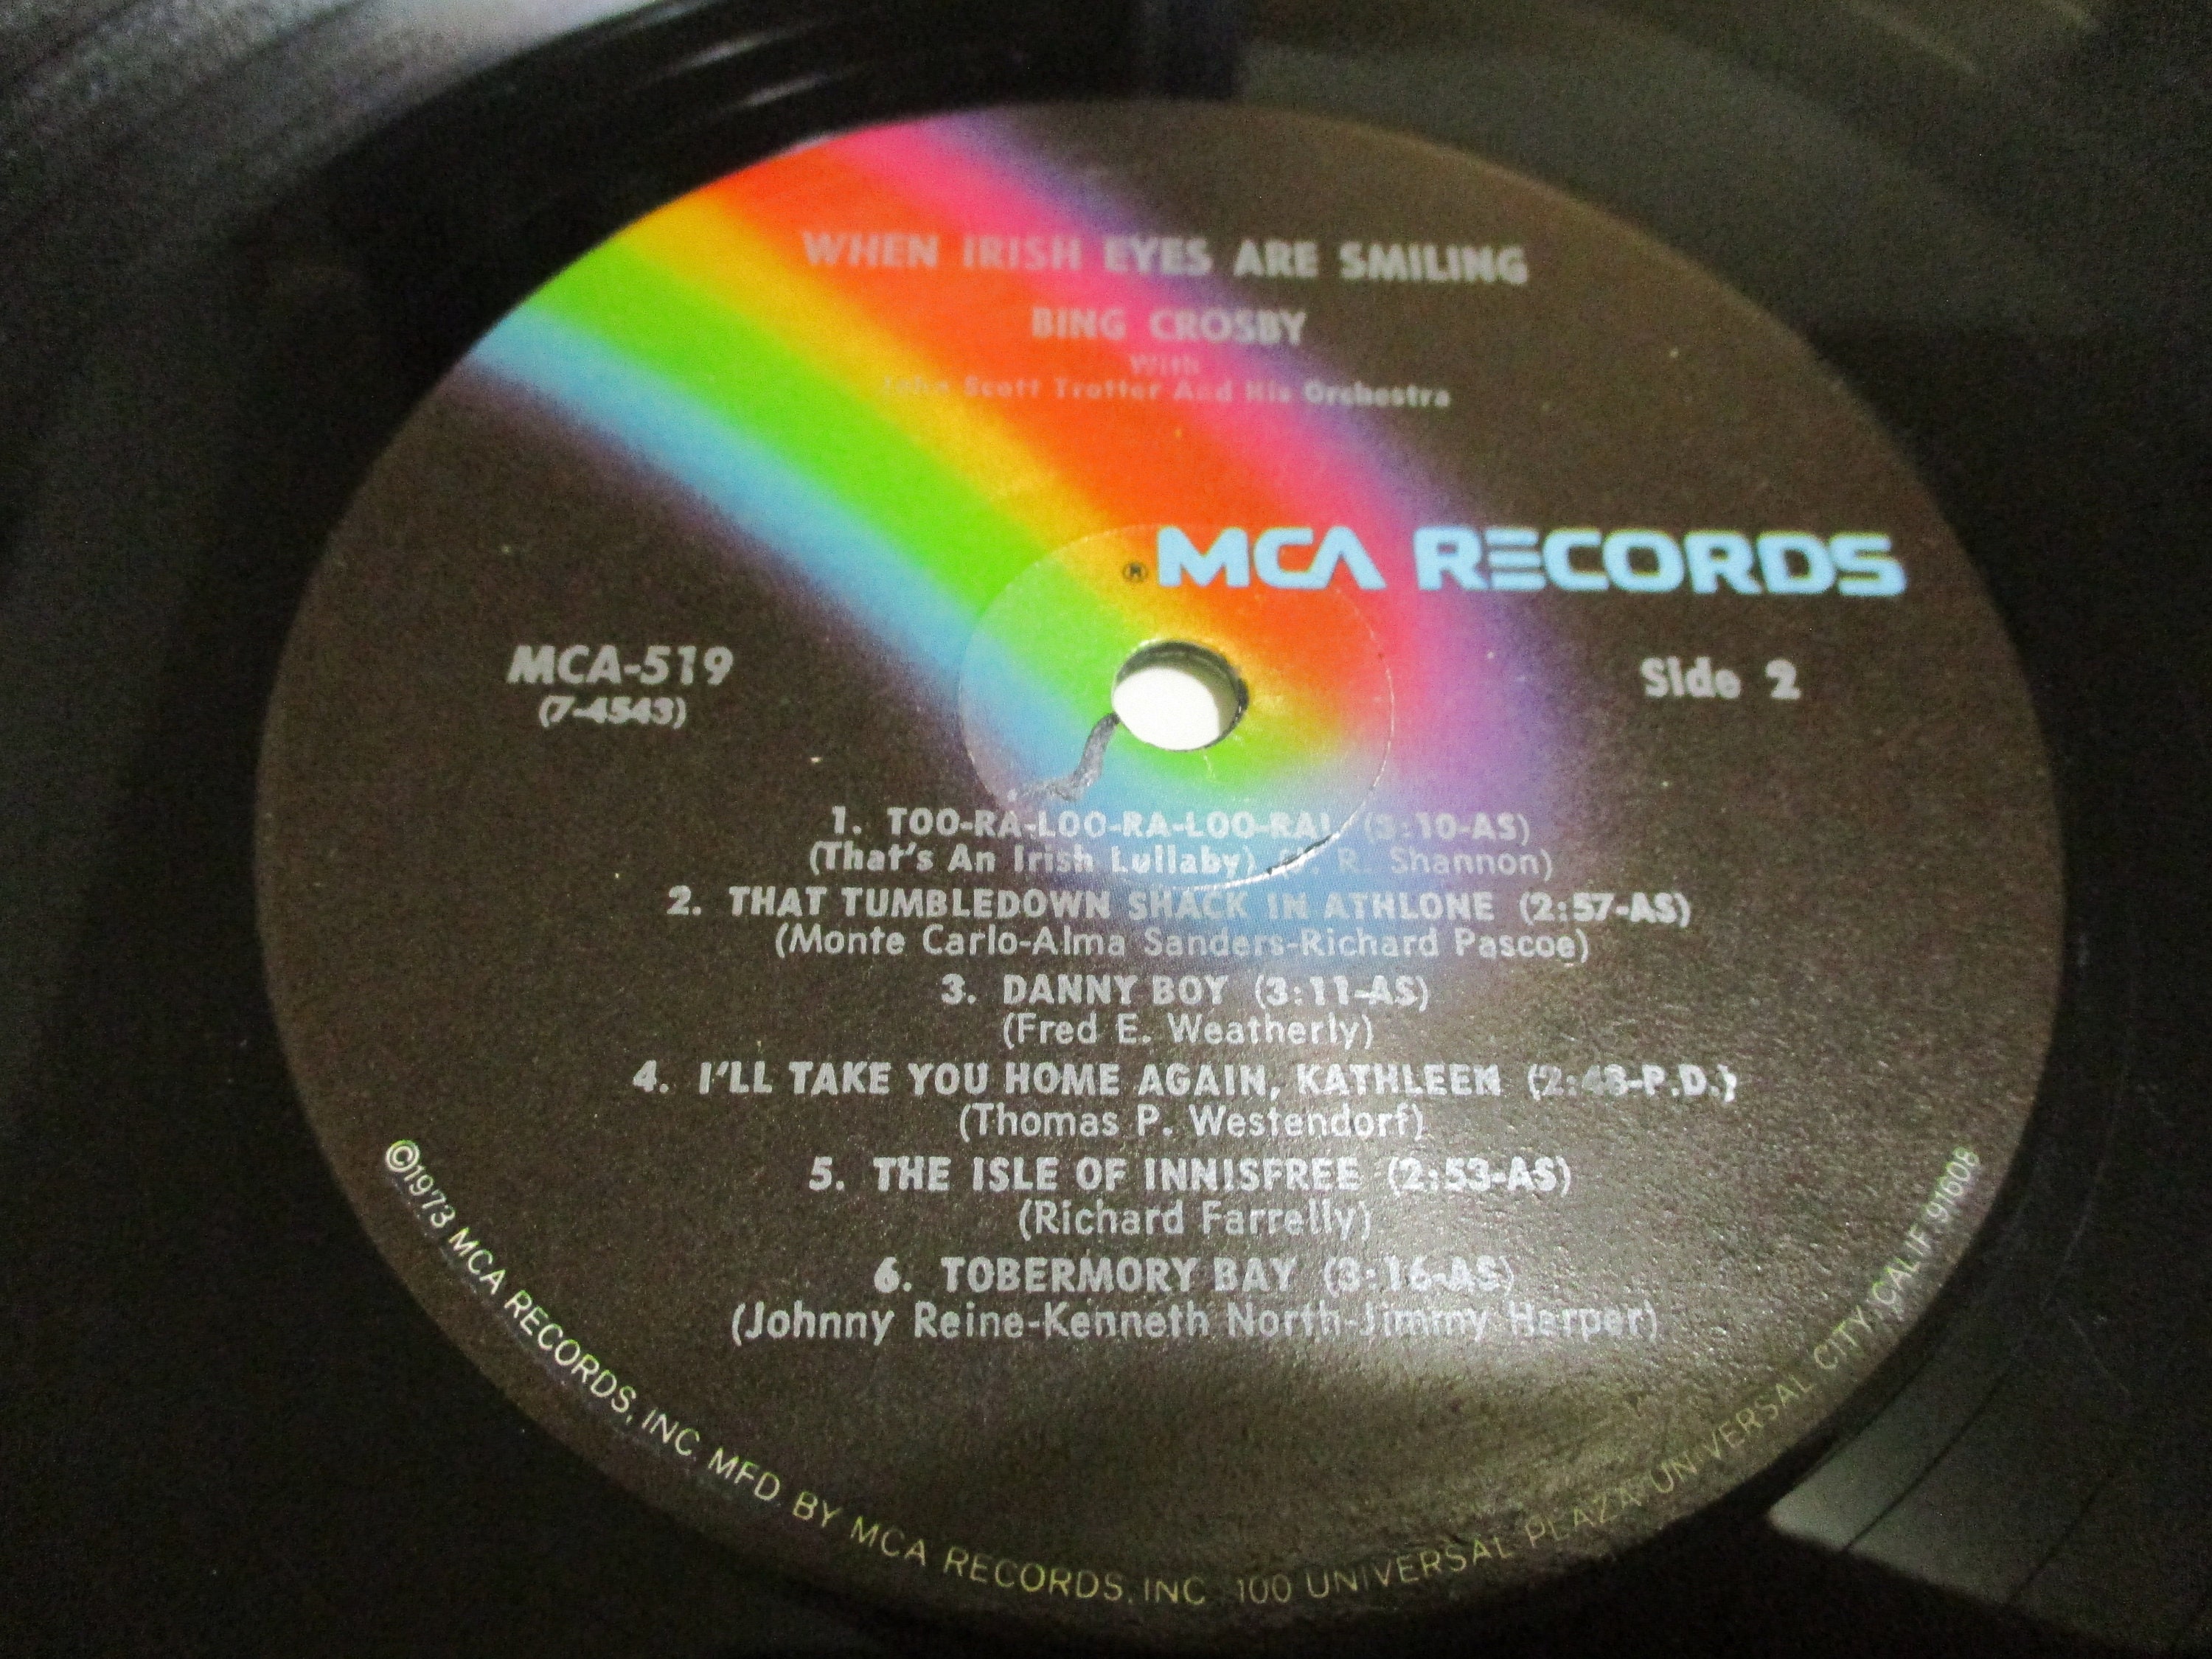 WHEN IRISH EYES ARE SMILING
BING CROSBY
With
John Scott Trotter And His Orchestra
® MCA RECORDS
MCA-519
(7-4543)
Side 2
1. TOO-RA-LOO-RA-LOO-RAL (3:10-AS)
(That's An Irish Lullaby) (J. R. Shannon)
2. THAT TUMBLEDOWN SHACK IN ATHLONE (2:57-AS)
(Monte Carlo-Alma Sanders-Richard Pascoe)
3. DANNY BOY (3:11-AS)
(Fred E. Weatherly)
4. I'LL TAKE YOU HOME AGAIN, KATHLEEN (2:48-P.D.)
(Thomas P. Westendorf)
5. THE ISLE OF INNISFREE (2:53-AS)
(Richard Farrelly)
6. TOBERMORY BAY (3:16-AS)
(Johnny Reine-Kenneth North-Jimmy Harper)
©1973 MCA RECORDS, INC. MFD. BY MCA RECORDS, INC. 100 UNIVERSAL PLAZA UNIVERSAL CITY, CALIF. 91608